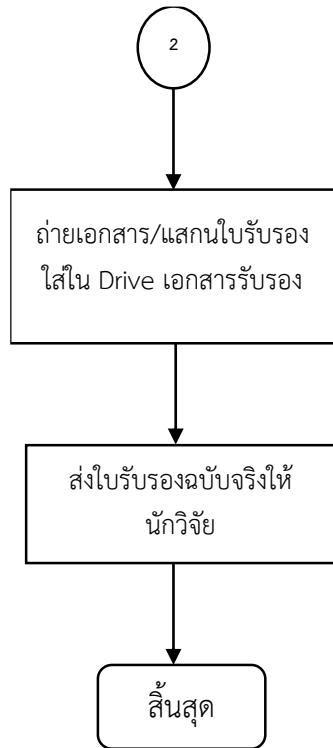 2
ถ่ายเอกสาร/แสกนใบรับรอง
ใส่ใน Drive เอกสารรับรอง
ส่งใบรับรองฉบับจริงให้
นักวิจัย
สิ้นสุด